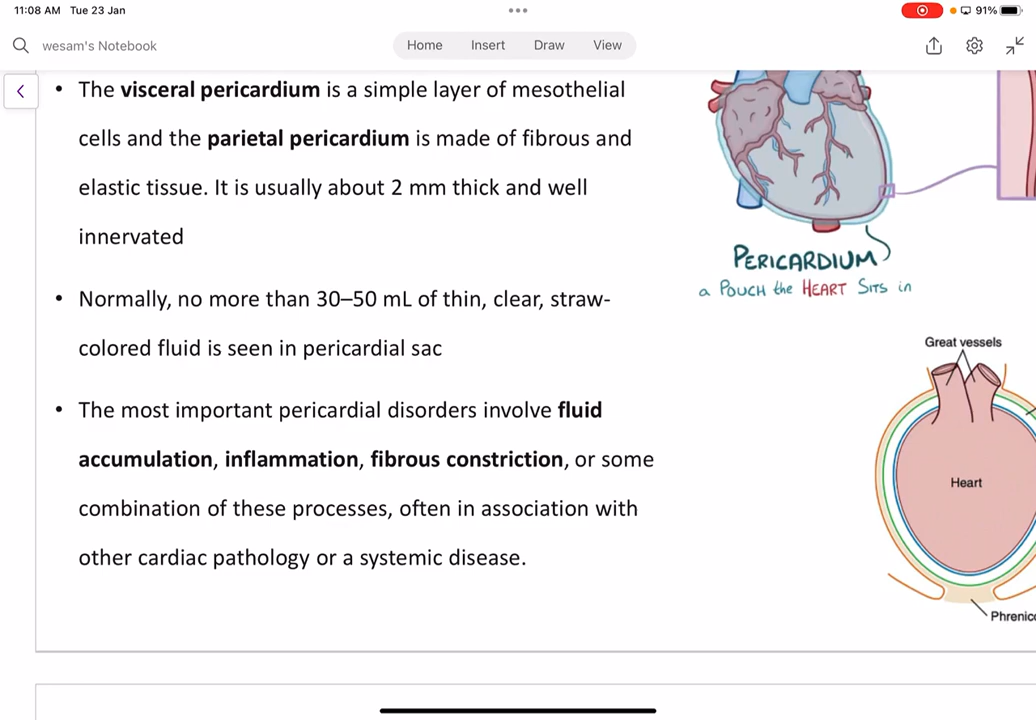 11:08 AM Tue 23 Jan
91%
wesam's Notebook
Home Insert Draw View
• The visceral pericardium is a simple layer of mesothelial
cells and the parietal pericardium is made of fibrous and
elastic tissue. It is usually about 2 mm thick and well
innervated
• Normally, no more than 30–50 mL of thin, clear, straw-
colored fluid is seen in pericardial sac
• The most important pericardial disorders involve fluid
accumulation, inflammation, fibrous constriction, or some
combination of these processes, often in association with
other cardiac pathology or a systemic disease.
PERICARDIUM
a POUCH the HEART SITS in
Great vessels
Heart
Phrenic